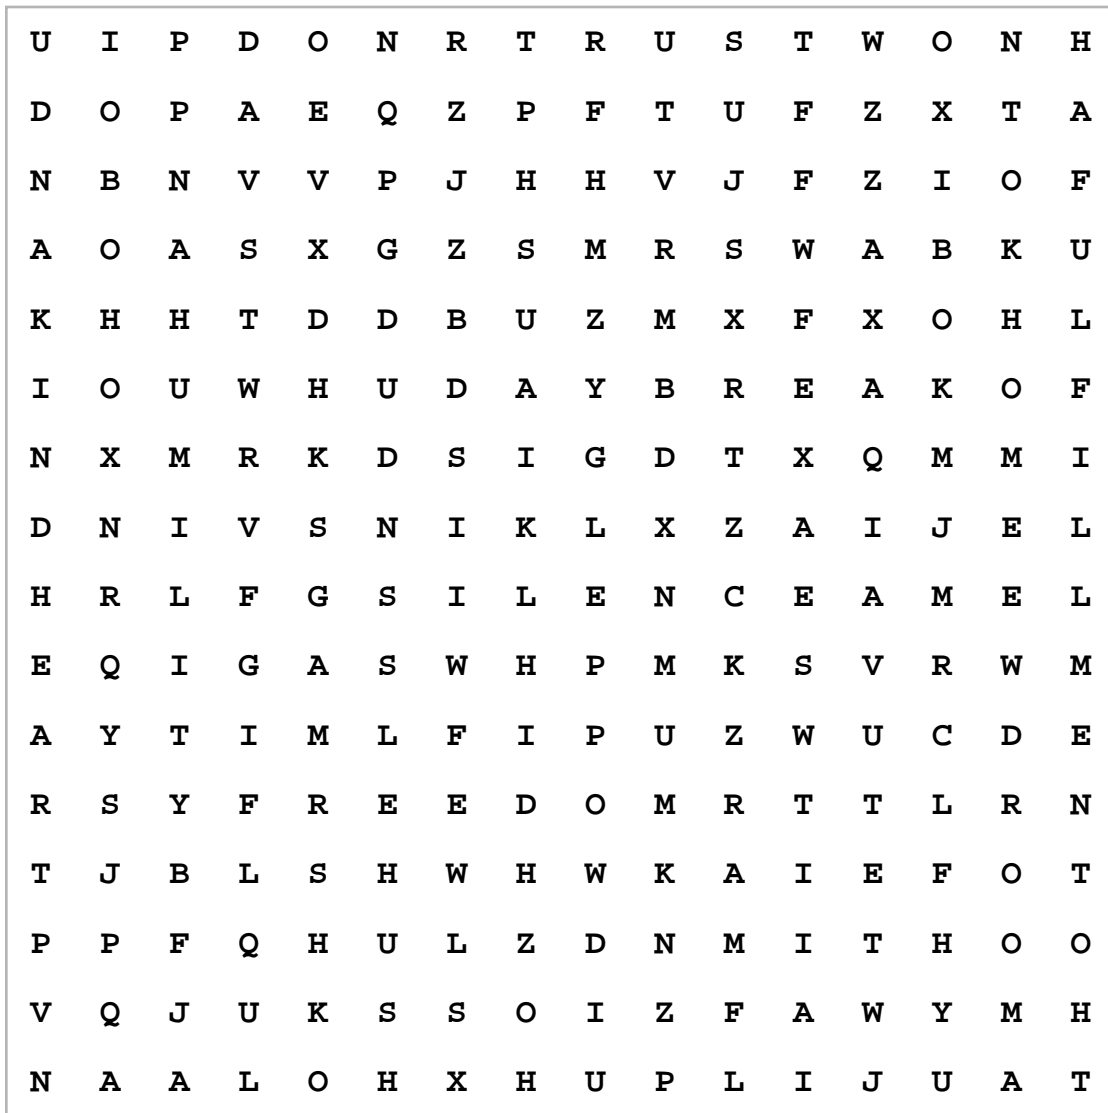 U I P D O N R T R U S T W O N H
D O P A E Q Z P F T U F Z X T A
N B N V V P J H H V J F Z I O F
A O A S X G Z S M R S W A B K U
K H H T D D B U Z M X F X O H L
I O U W H U D A Y B R E A K O F
N X M R K D S I G D T X Q M M I
D N I V S N I K L X Z A I J E L
H R L F G S I L E N C E A M E L
E Q I G A S W H P M K S V R W M
A Y T I M L F I P U Z W U C D E
R S Y F R E E D O M R T T L R N
T J B L S H W H W K A I E F O T
P P F Q H U L Z D N M I T H O O
V Q J U K S S O I Z F A W Y M H
N A A L O H X H U P L I J U A T